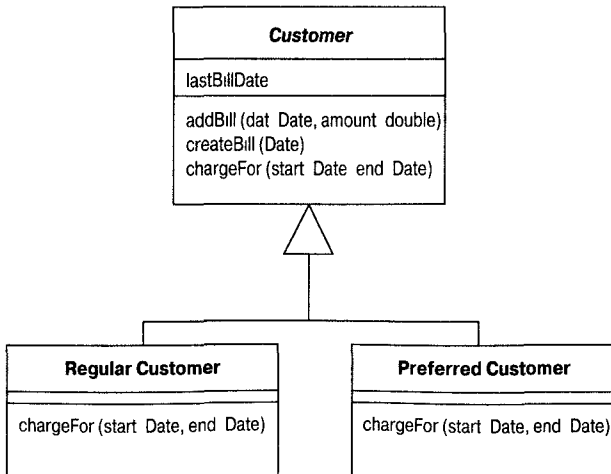 Customer
lastBillDate
addBill (dat Date, amount double)
createBill (Date)
chargeFor (start Date end Date)
Regular Customer
chargeFor (start Date, end Date)
Preferred Customer
chargeFor (start Date, end Date)